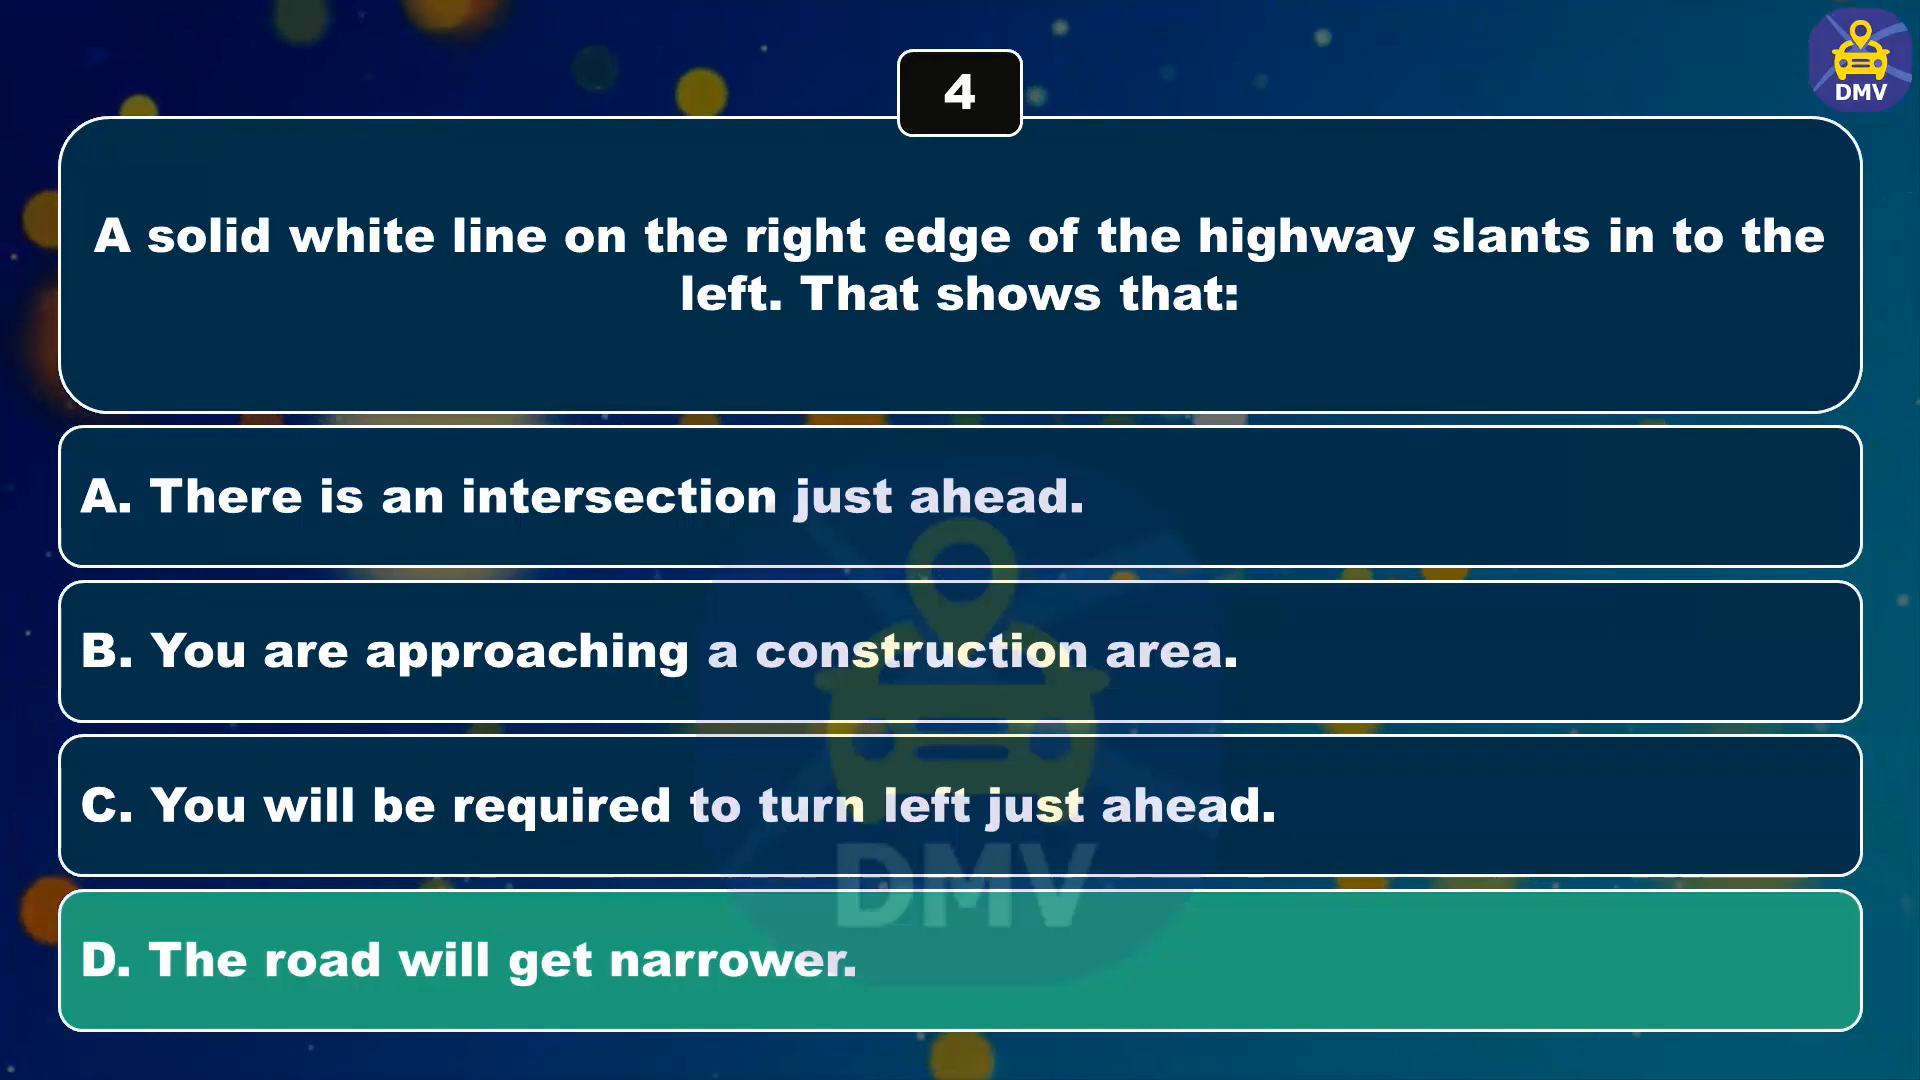 DMV
4
A solid white line on the right edge of the highway slants in to the
left. That shows that:
A. There is an intersection just ahead.
B. You are approaching a construction area.
C. You will be required to turn left just ahead.
DMV
D. The road will get narrower.